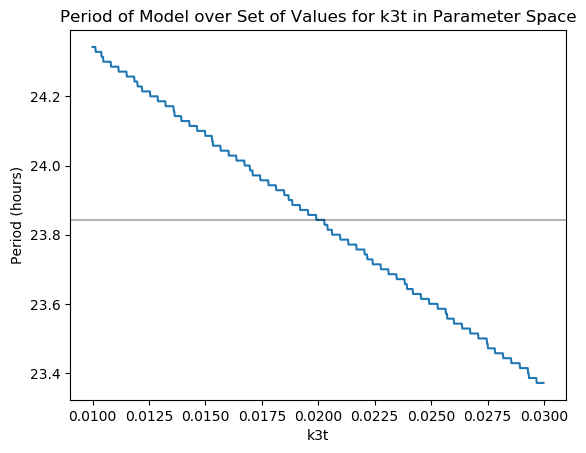 Period of Model over Set of Values for k3t in Parameter Space
Period (hours)
24.2
24.0
23.8
23.6
23.4
0.0100 0.0125 0.0150 0.0175 0.0200 0.0225 0.0250 0.0275 0.0300
k3t